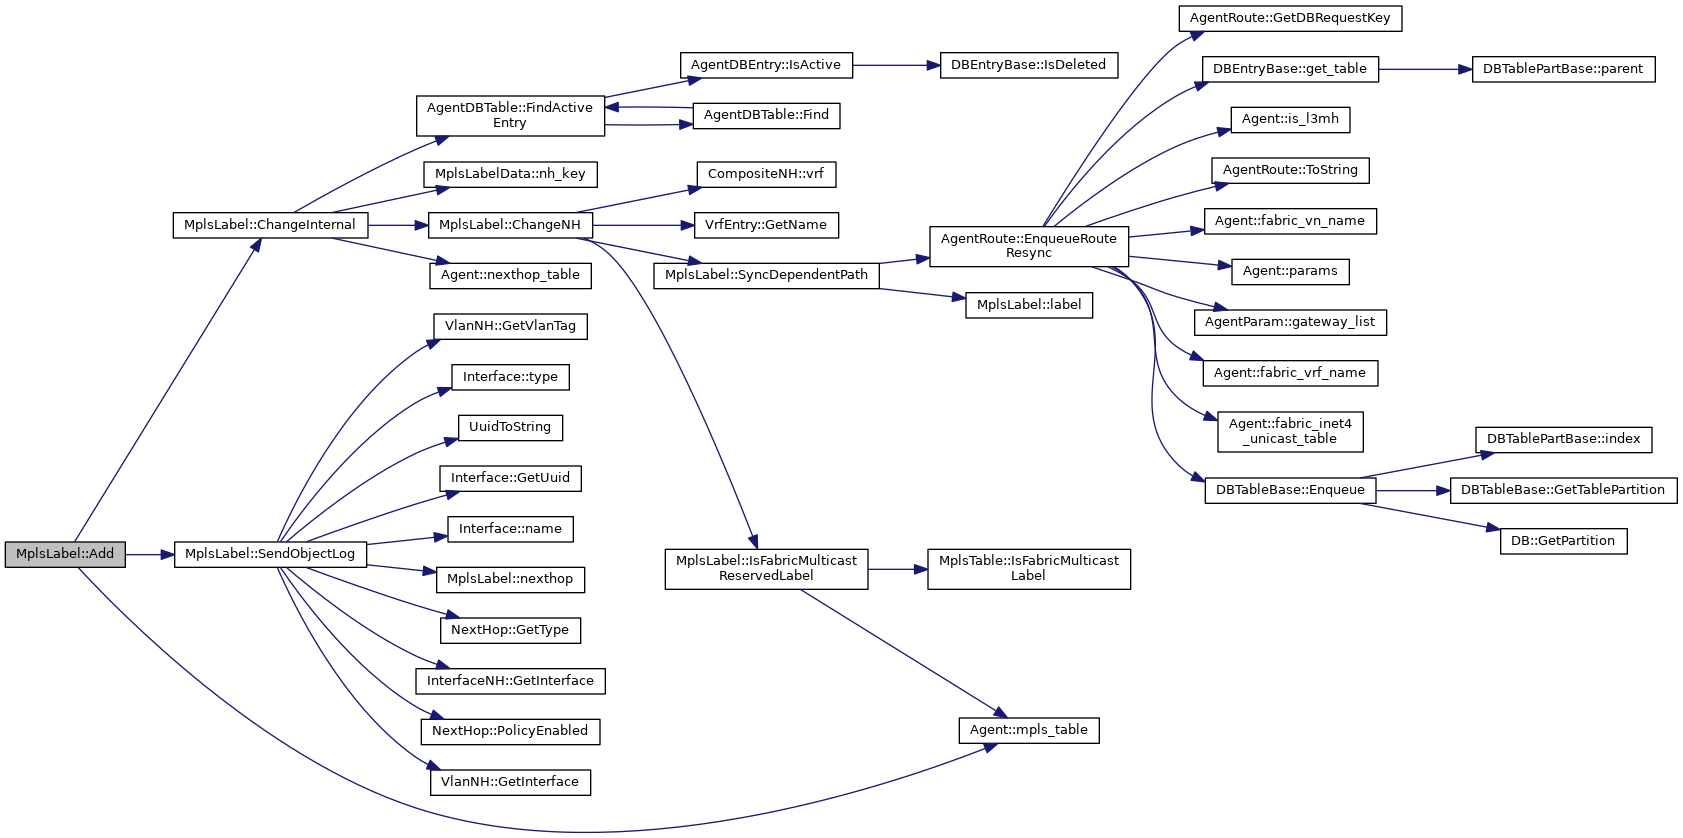 MplsLabel::Add
MplsLabel::ChangeInternal
AgentDBTable::FindActive
Entry
AgentDBEntry::IsActive
DBEntryBase::IsDeleted
AgentDBTable::Find
MplsLabelData::nh_key
MplsLabel::ChangeNH
CompositeNH::vrf
VrfEntry::GetName
MplsLabel::SyncDependentPath
AgentRoute::EnqueueRoute
Resync
AgentRoute::GetDBRequestKey
DBEntryBase::get_table
DBTablePartBase::parent
Agent::is_l3mh
AgentRoute::ToString
Agent::fabric_vn_name
Agent::params
AgentParam::gateway_list
Agent::fabric_vrf_name
Agent::fabric_inet4
_unicast_table
DBTableBase::Enqueue
DBTablePartBase::index
DBTableBase::GetTablePartition
DB::GetPartition
MplsLabel::label
MplsLabel::IsFabricMulticast
ReservedLabel
MplsTable::IsFabricMulticast
Label
Agent::mpls_table
Agent::nexthop_table
MplsLabel::SendObjectLog
VlanNH::GetVlanTag
Interface::type
UuidToString
Interface::GetUuid
Interface::name
MplsLabel::nexthop
NextHop::GetType
InterfaceNH::GetInterface
NextHop::PolicyEnabled
VlanNH::GetInterface